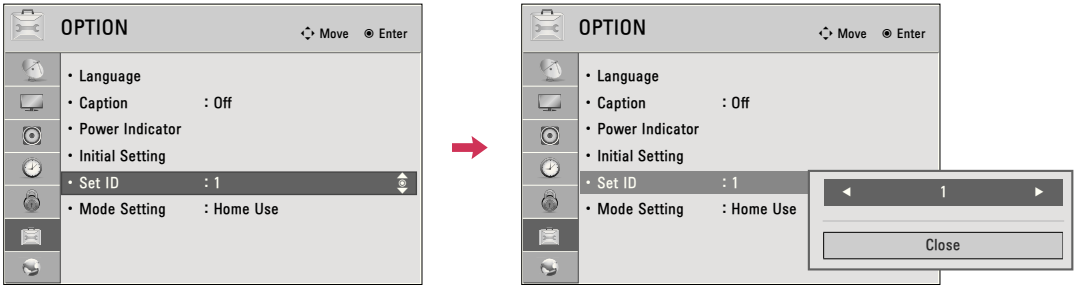 OPTION
Move Enter
• Language
• Caption : Off
• Power Indicator
• Initial Setting
• Set ID : 1
• Mode Setting : Home Use
OPTION
Move Enter
• Language
• Caption : Off
• Power Indicator
• Initial Setting
• Set ID : 1
• Mode Setting : Home Use
◀ 1 ▶
Close